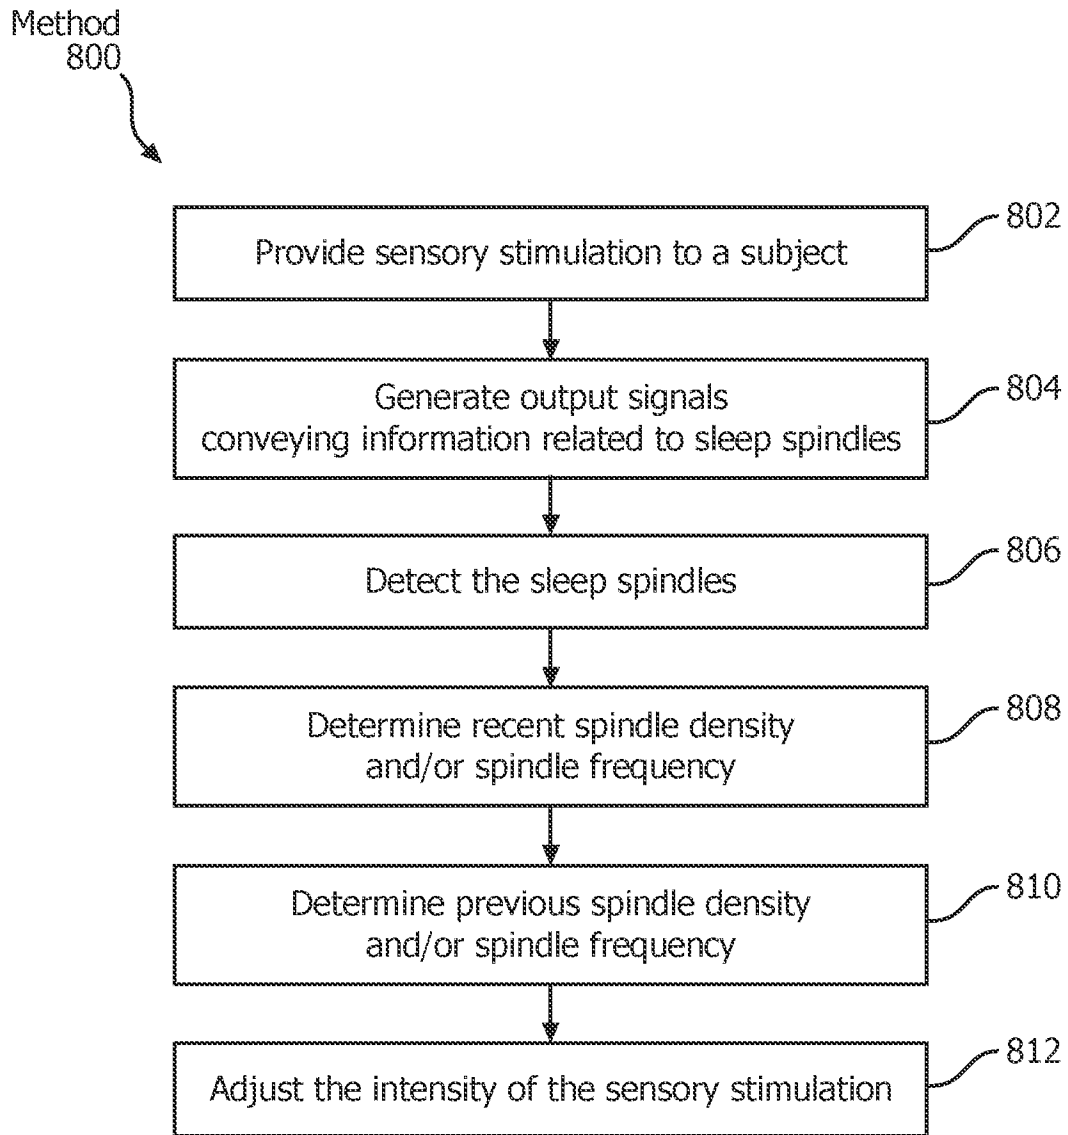 Method
800
802
Provide sensory stimulation to a subject
804
Generate output signals
conveying information related to sleep spindles
806
Detect the sleep spindles
808
Determine recent spindle density
and/or spindle frequency
810
Determine previous spindle density
and/or spindle frequency
812
Adjust the intensity of the sensory stimulation